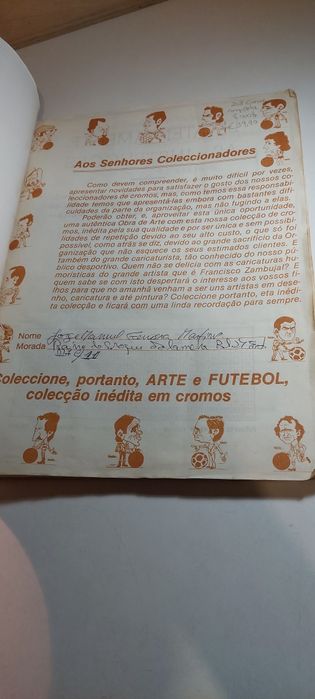 Aos Senhores Coleccionadores
Como devem compreender, é muito difícil por vezes,
apresentar novidades para satisfazer o gosto dos nossos co-
leccionadores de cromos, mas, como temos essa responsabi-
lidade temos que apresentá-las embora com bastantes difi-
culdades da parte da organização, mas não fugindo a elas.
Poderão obter, e, aproveitar esta única oportunidade,
uma autêntica Obra de Arte com esta nossa colecção de cro-
mos, inédita pela sua qualidade e por ser única e sem possibi-
lidades de repetição devido ao seu alto custo, o que só foi
possível, como atrás se diz, devido ao grande sacrifício da Or-
ganização que não esquece os seus estimados clientes. E
também do grande caricaturista, tão conhecido do nosso pú-
blico desportivo. Quem não se delicia com as caricaturas hu-
morísticas do grande artista que é Francisco Zambujal? E
quem sabe se com isto despertará o interesse aos vossos fi-
lhos para que no amanhã venham a ser uns artistas em dese-
nho, caricatura e até pintura? Coleccione portanto, era inédi-
ta colecção e ficará com uma linda recordação para sempre.
Nome José Manuel
Morada
Coleccione, portanto, ARTE e FUTEBOL,
colecção inédita em cromos